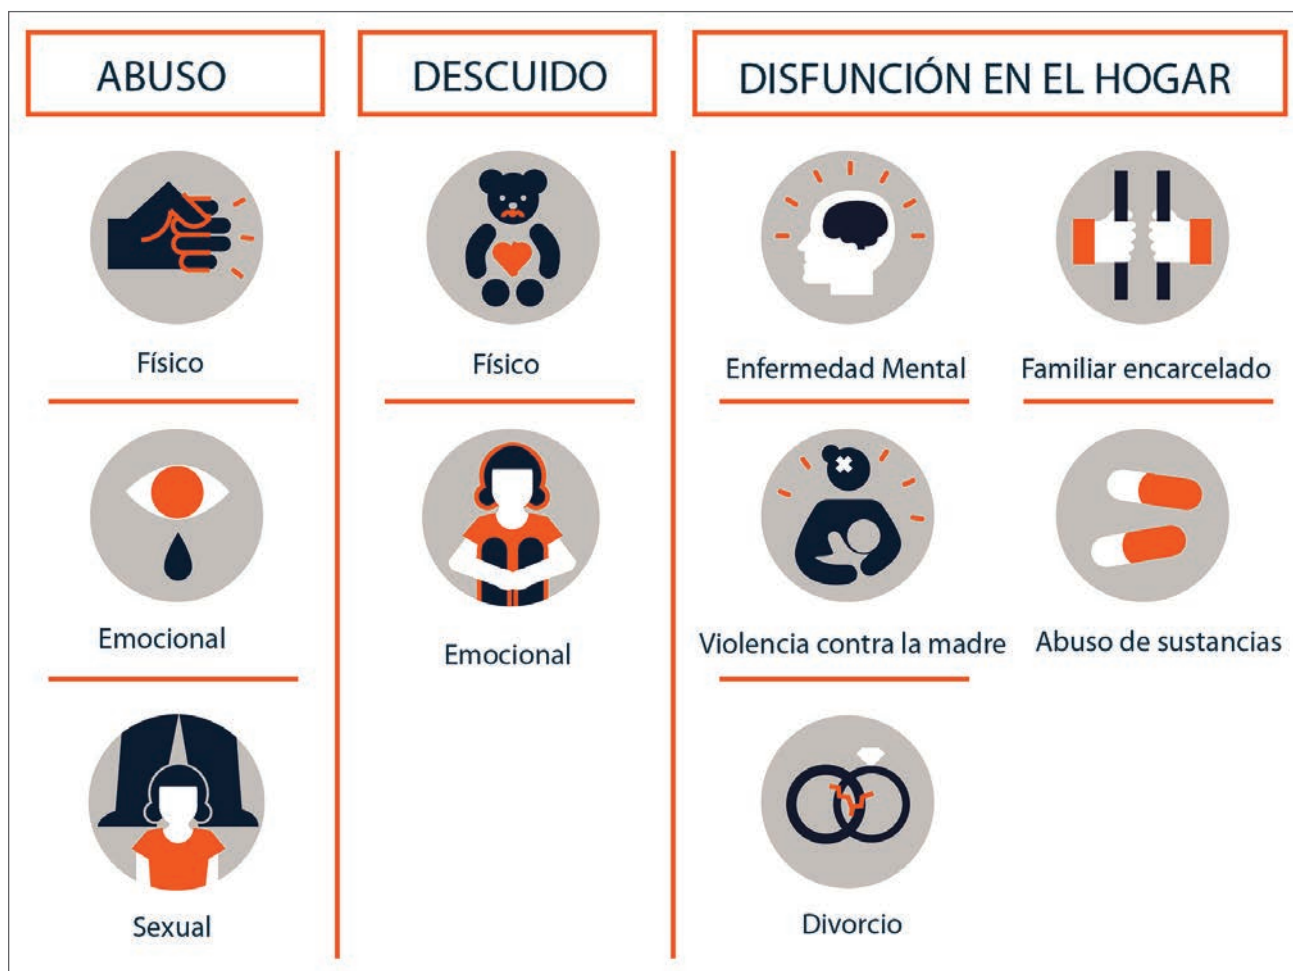 ABUSO
Físico
Emocional
Sexual
DESCUIDO
Físico
Emocional
DISFUNCIÓN EN EL HOGAR
Enfermedad Mental
Familiar encarcelado
Violencia contra la madre
Abuso de sustancias
Divorcio